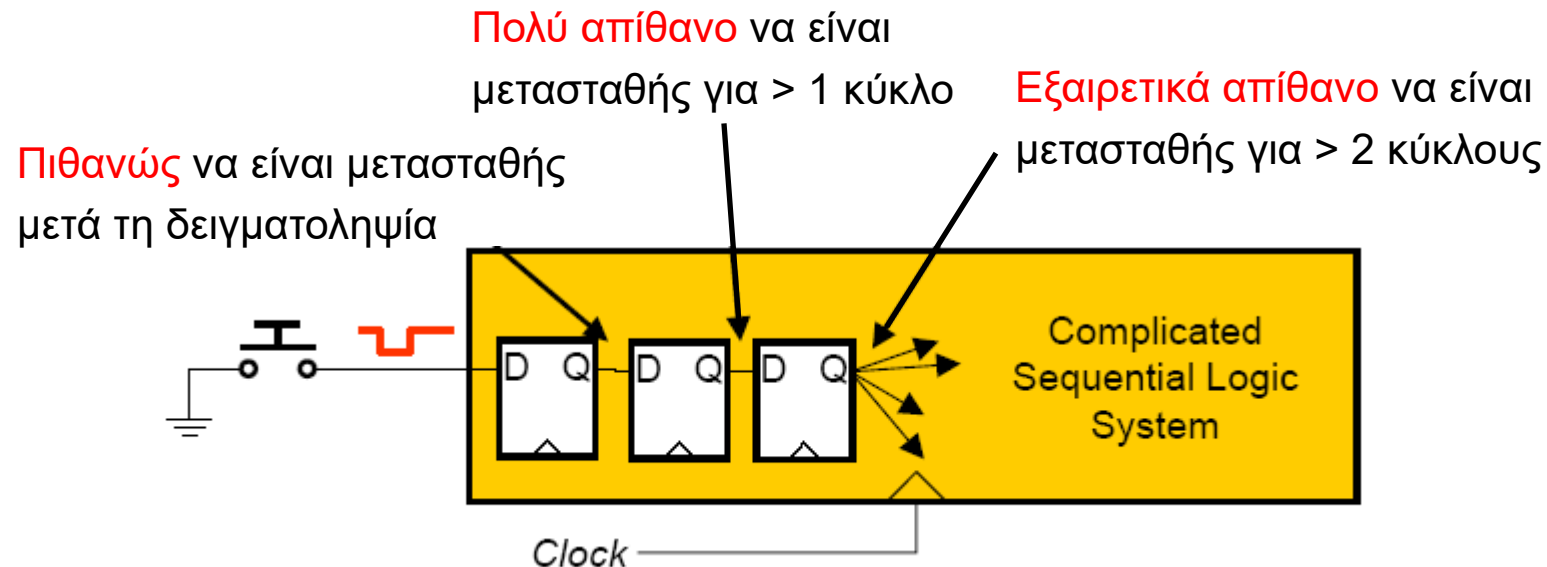 Πολύ απίθανο να είναι
μετασταθής για > 1 κύκλο
Εξαιρετικά απίθανο να είναι
μετασταθής για > 2 κύκλους
Πιθανώς να είναι μετασταθής
μετά τη δειγματοληψία
D Q D Q D Q
Complicated
Sequential Logic
System
Clock